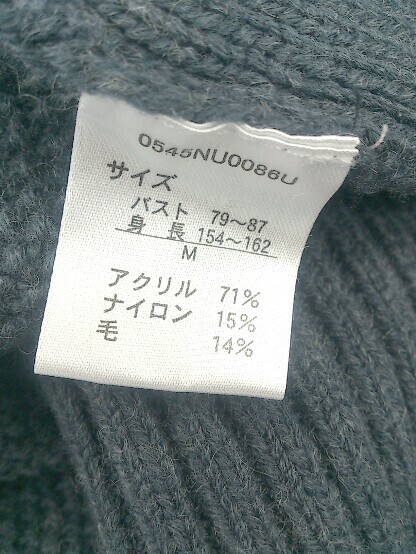 0545NU0086U
サイズ
バスト 79〜87
身長 154〜162
M
アクリル 71%
ナイロン 15%
毛 14%